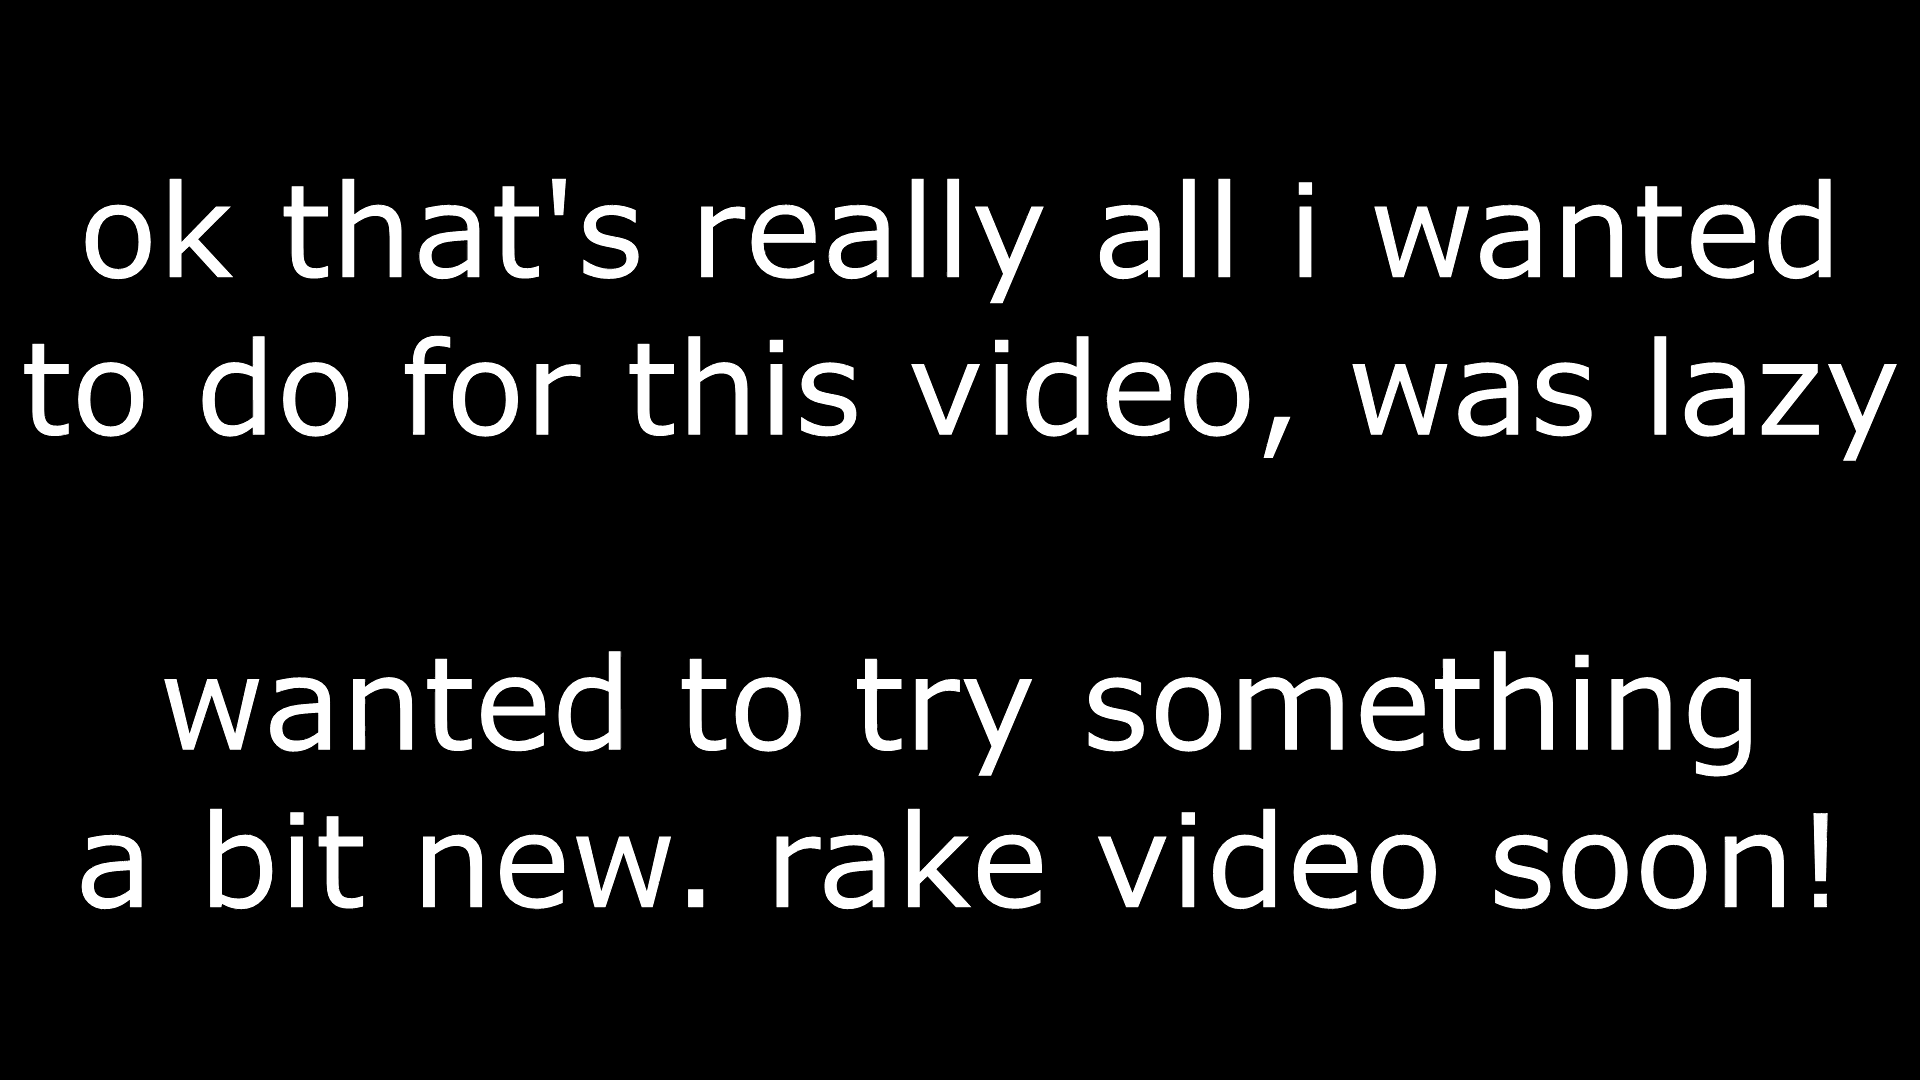 ok that's really all i wanted
to do for this video, was lazy
wanted to try something
a bit new. rake video soon!